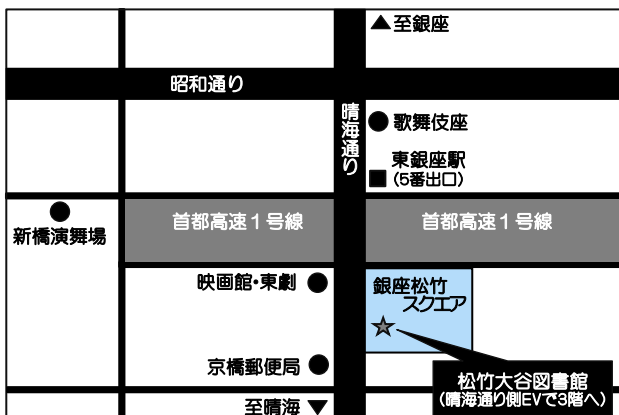 ▲至銀座
昭和通り
晴海通り
●歌舞伎座
東銀座駅
■(5番出口)
新橋演舞場
首都高速1号線
首都高速1号線
映画館・東劇●
銀座松竹
スクエア
京橋郵便局●
松竹大谷図書館
(晴海通り側EVで3階へ)
至晴海▼